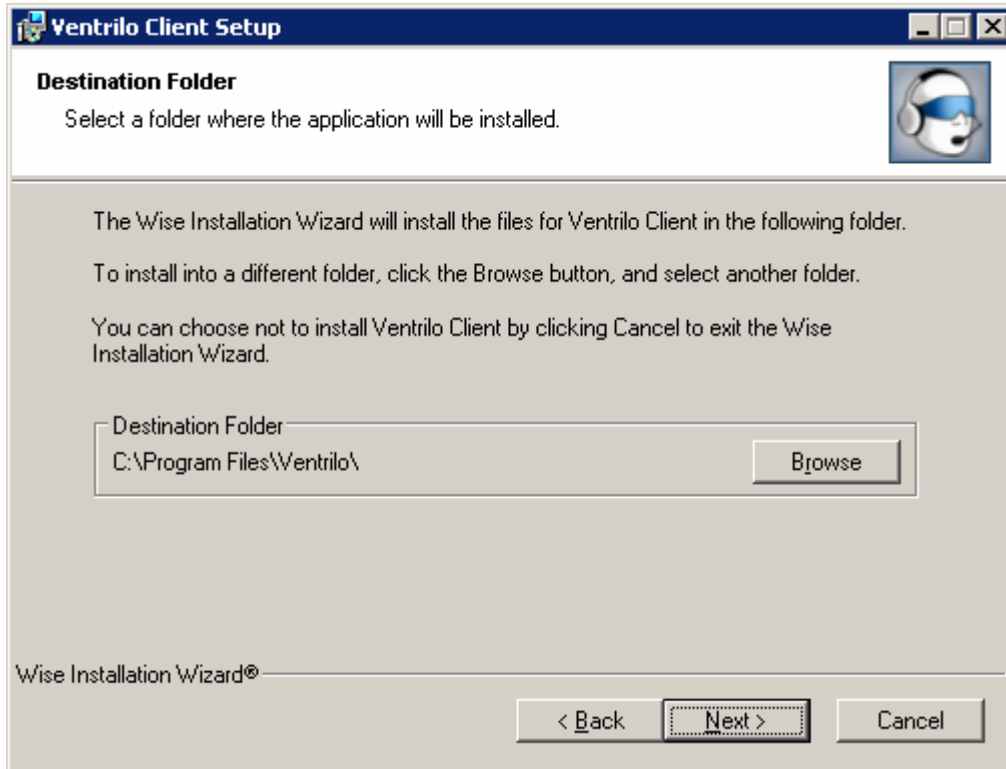 Ventrilo Client Setup
Destination Folder
Select a folder where the application will be installed.
The Wise Installation Wizard will install the files for Ventrilo Client in the following folder.
To install into a different folder, click the Browse button, and select another folder.
You can choose not to install Ventrilo Client by clicking Cancel to exit the Wise
Installation Wizard.
Destination Folder
C:\Program Files\Ventrilo\
Browse
Wise Installation Wizard®
< Back
Next >
Cancel